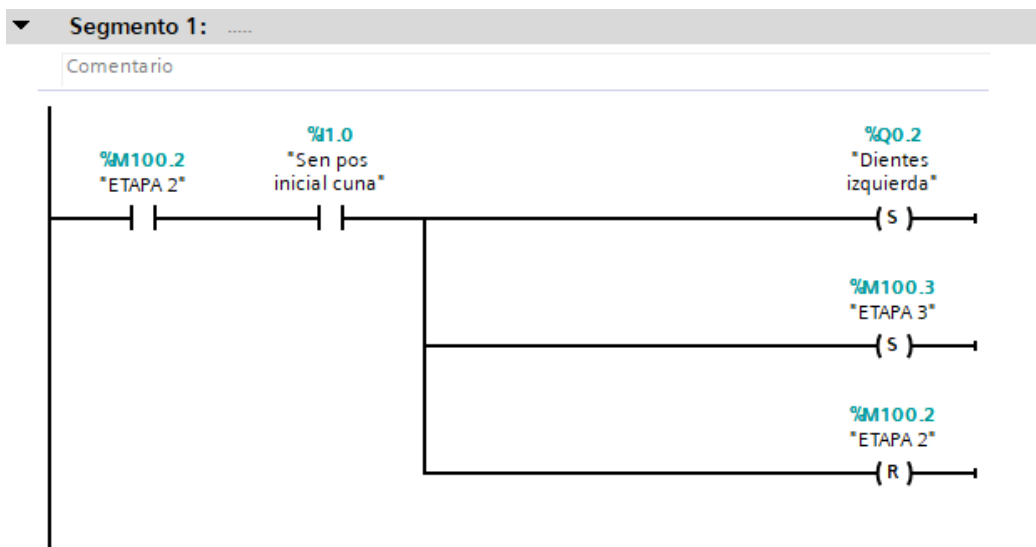 Segmento 1: .....
Comentario
%M100.2
"ETAPA 2"
%I1.0
"Sen pos
inicial cuna"
%Q0.2
"Dientes
izquierda"
S
%M100.3
"ETAPA 3"
S
%M100.2
"ETAPA 2"
R